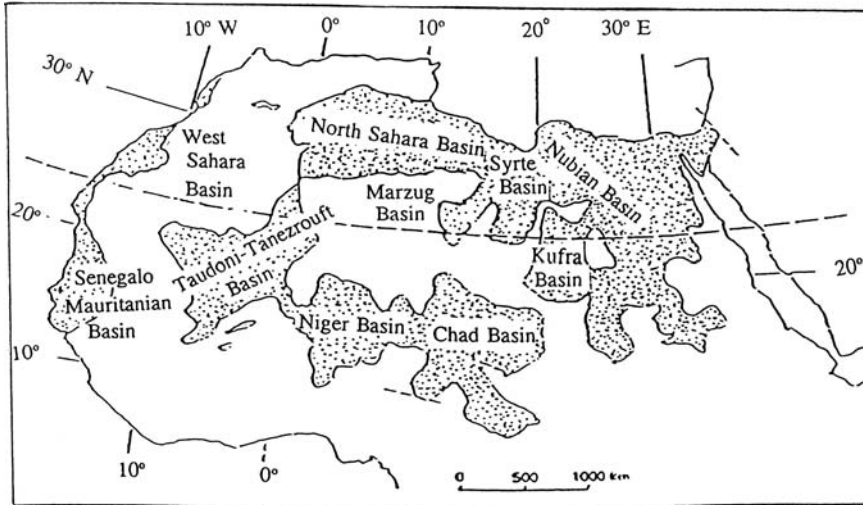 10° W
0°
10°
20°
30° E
30° N
West
Sahara
Basin
North Sahara Basin
Syrte
Basin
Nubian Basin
Marzug
Basin
20°
Taudoni-Tanezrouft
Basin
Kufra
Basin
20°
Senegalo
Mauritanian
Basin
Niger Basin
Chad Basin
10°
10°
0°
0 500 1000 km